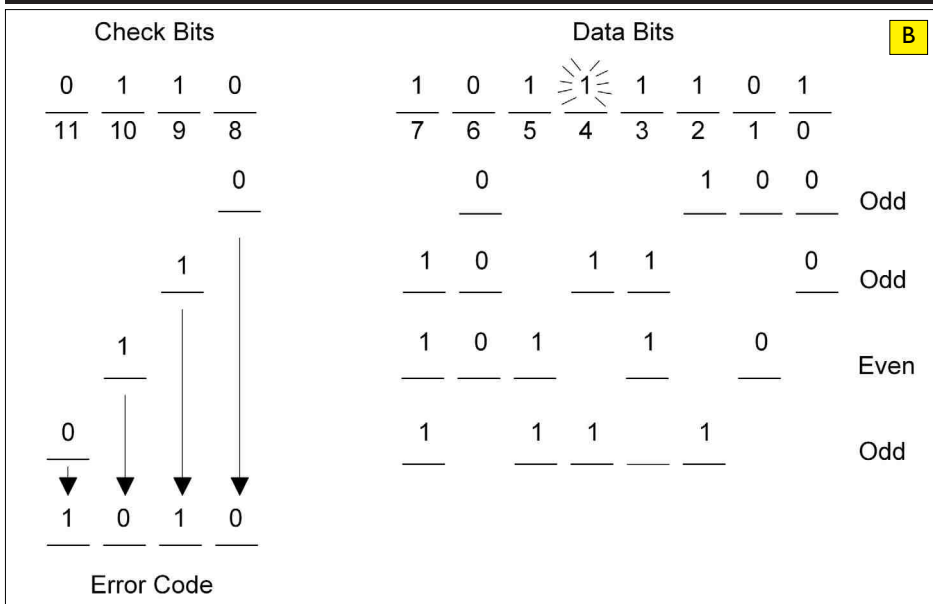 Check Bits Data Bits B
0 1 1 0 1 0 1 1 1 1 0 1
11 10 9 8 7 6 5 4 3 2 1 0
0 0 1 0 0 Odd
1 1 0 1 1 0 Odd
1 1 0 1 1 0 Even
0 1 1 1 1 Odd
1 0 1 0
Error Code